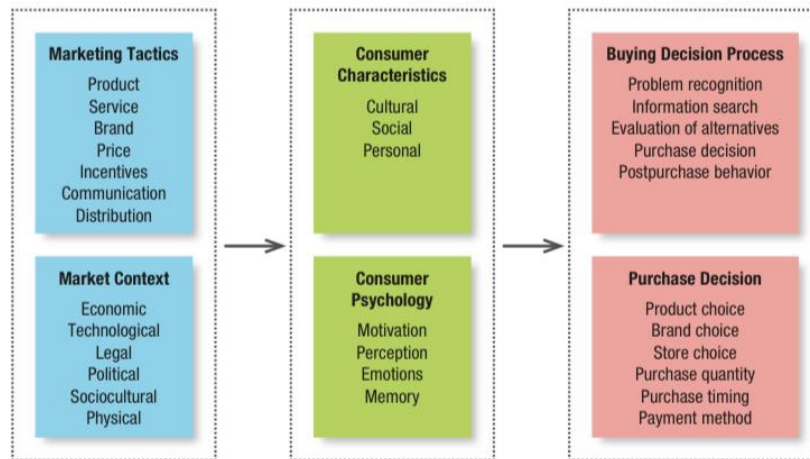 Marketing Tactics
Product
Service
Brand
Price
Incentives
Communication
Distribution
Market Context
Economic
Technological
Legal
Political
Sociocultural
Physical
Consumer
Characteristics
Cultural
Social
Personal
Consumer
Psychology
Motivation
Perception
Emotions
Memory
Buying Decision Process
Problem recognition
Information search
Evaluation of alternatives
Purchase decision
Postpurchase behavior
Purchase Decision
Product choice
Brand choice
Store choice
Purchase quantity
Purchase timing
Payment method